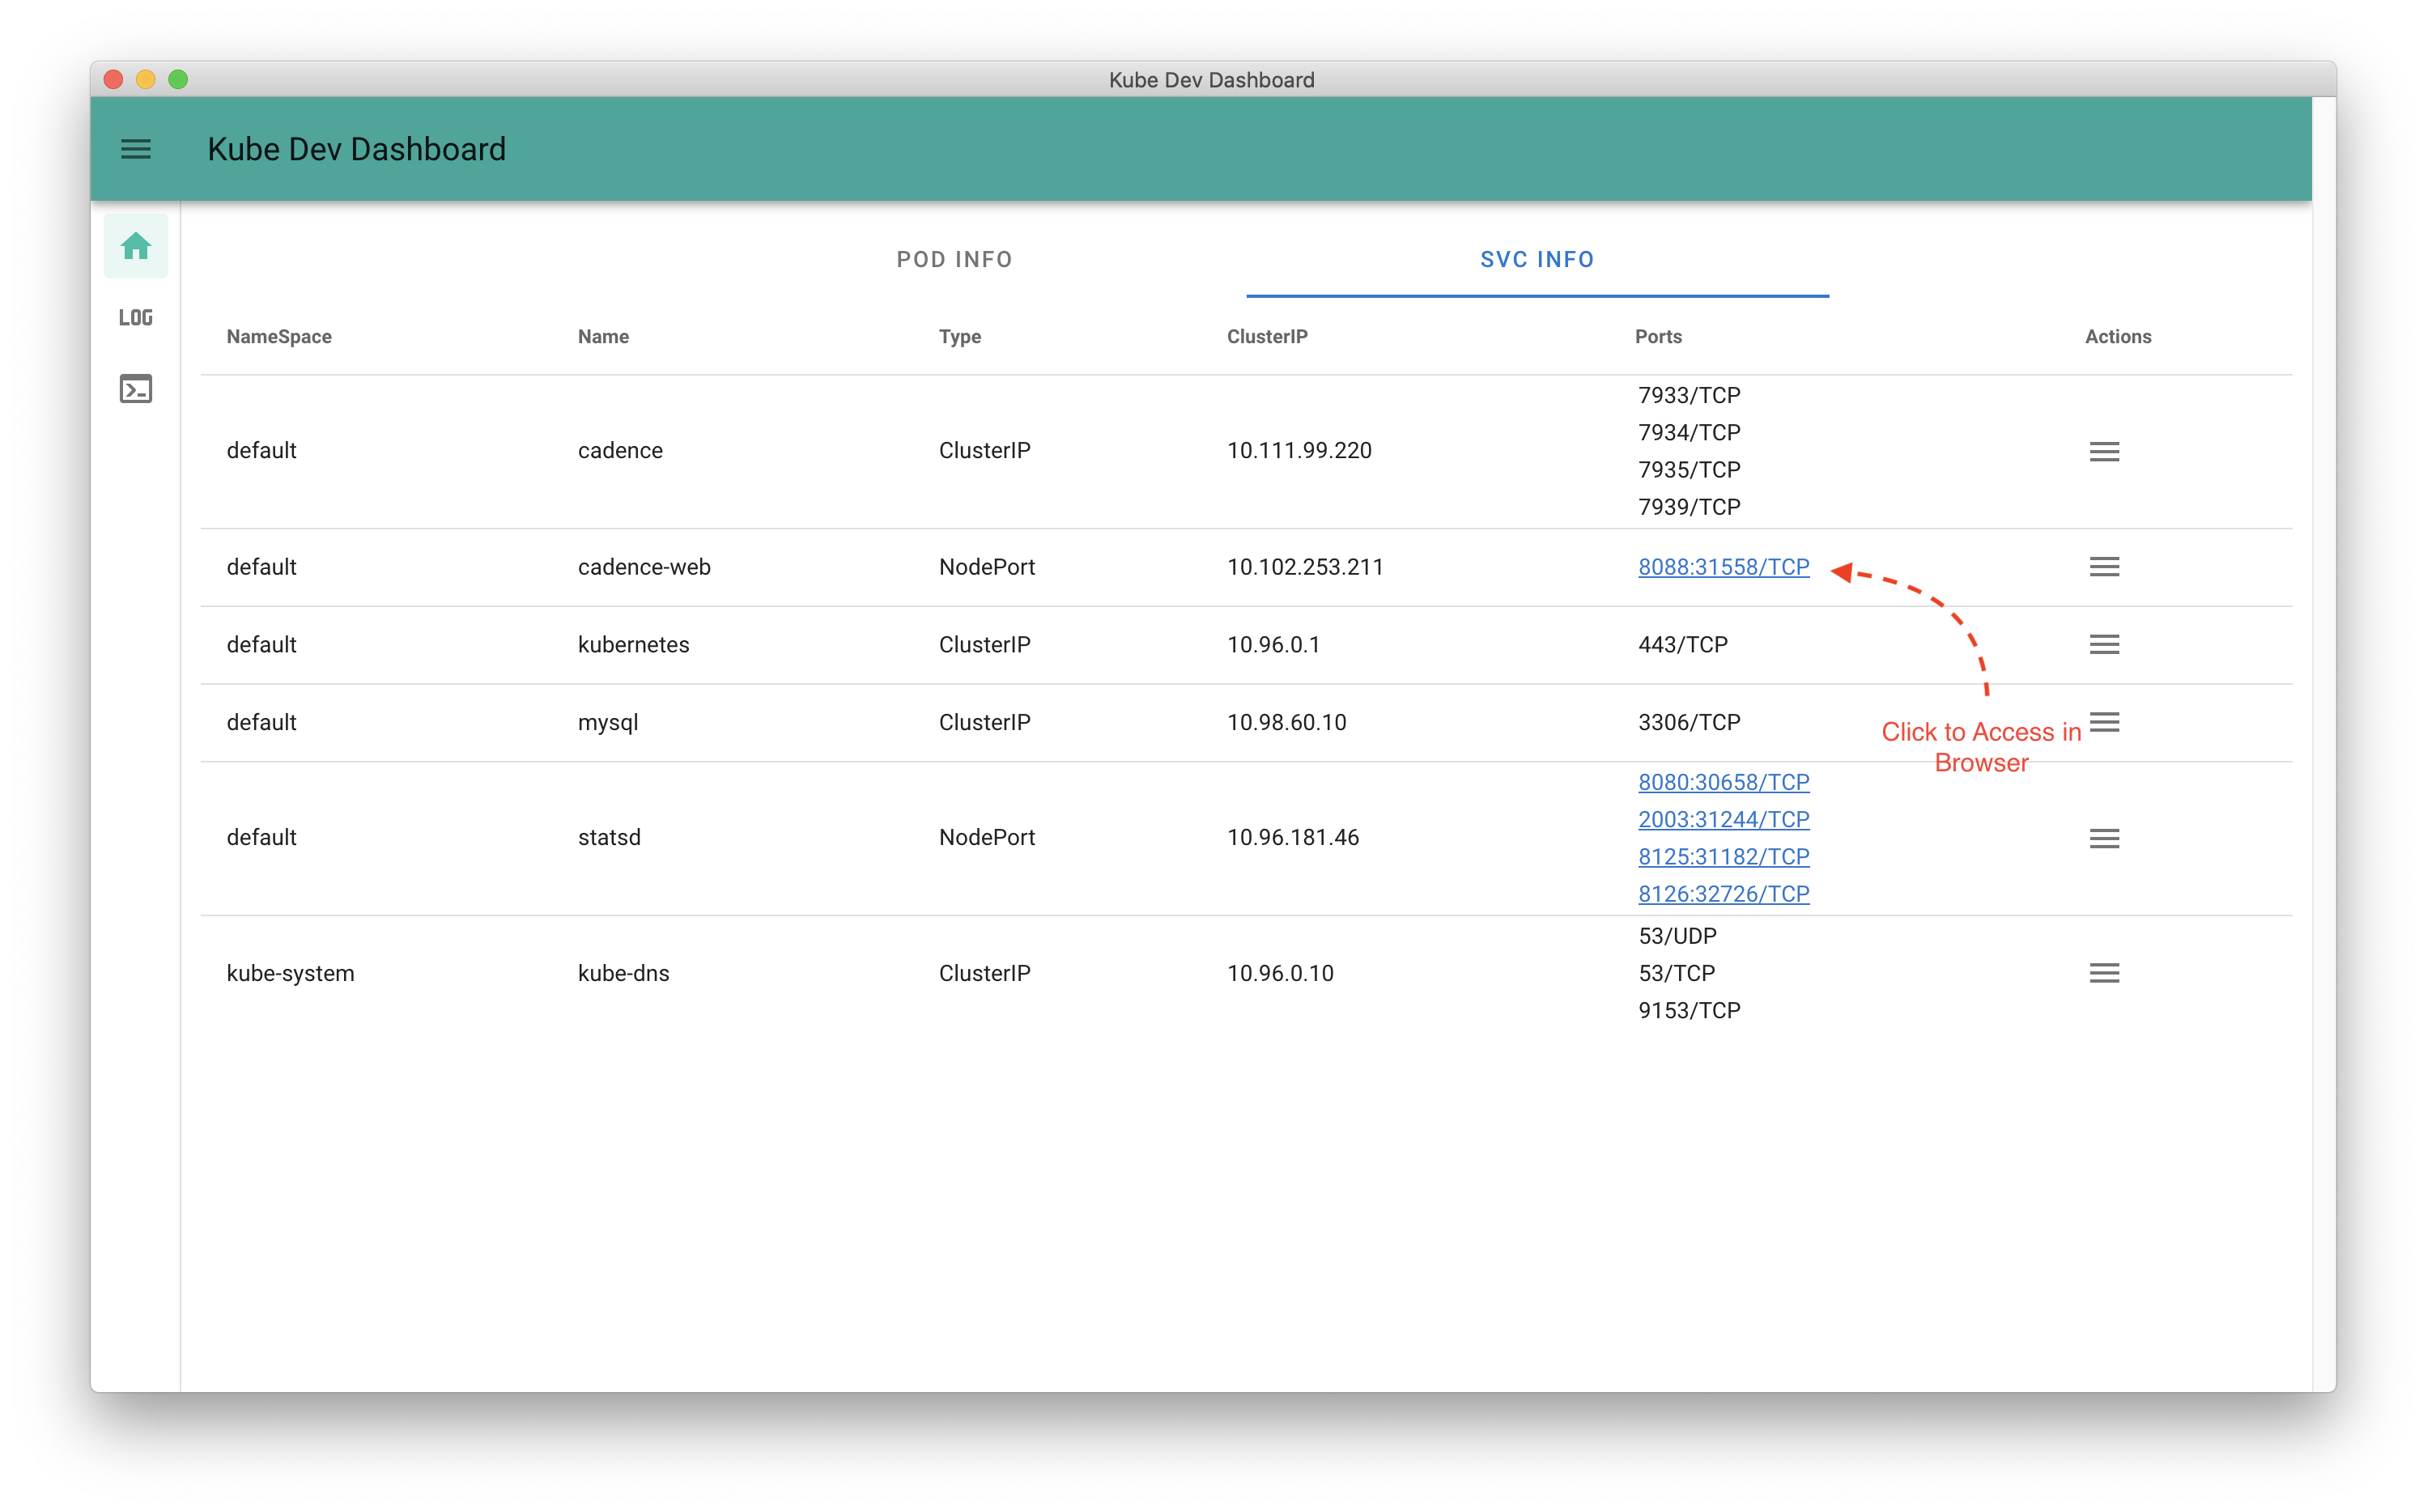 Kube Dev Dashboard
Kube Dev Dashboard
POD INFO SVC INFO
LOG
NameSpace Name Type ClusterIP Ports Actions
7933/TCP
7934/TCP
default cadence ClusterIP 10.111.99.220
7935/TCP
7939/TCP
default cadence-web NodePort 10.102.253.211 8088:31558/TCP
default kubernetes ClusterIP 10.96.0.1 443/TCP
default mysql ClusterIP 10.98.60.10 3306/TCP
Click to Access in
Browser
8080:30658/TCP
2003:31244/TCP
default statsd NodePort 10.96.181.46
8125:31182/TCP
8126:32726/TCP
53/UDP
kube-system kube-dns ClusterIP 10.96.0.10 53/TCP
9153/TCP